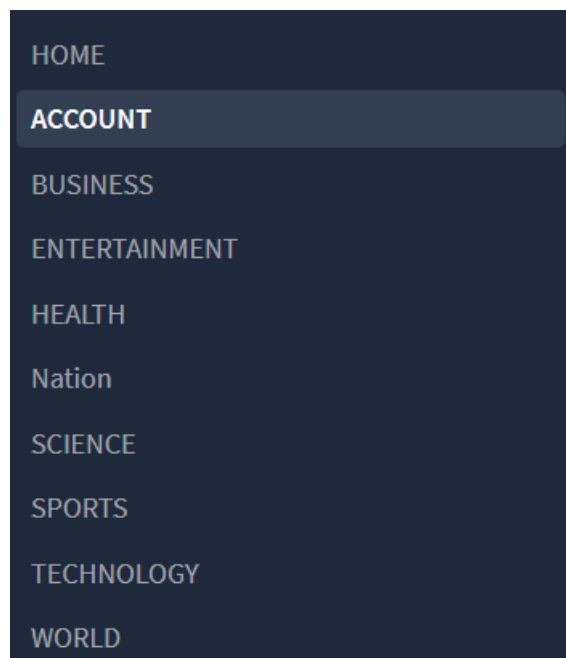 HOME
ACCOUNT
BUSINESS
ENTERTAINMENT
HEALTH
Nation
SCIENCE
SPORTS
TECHNOLOGY
WORLD